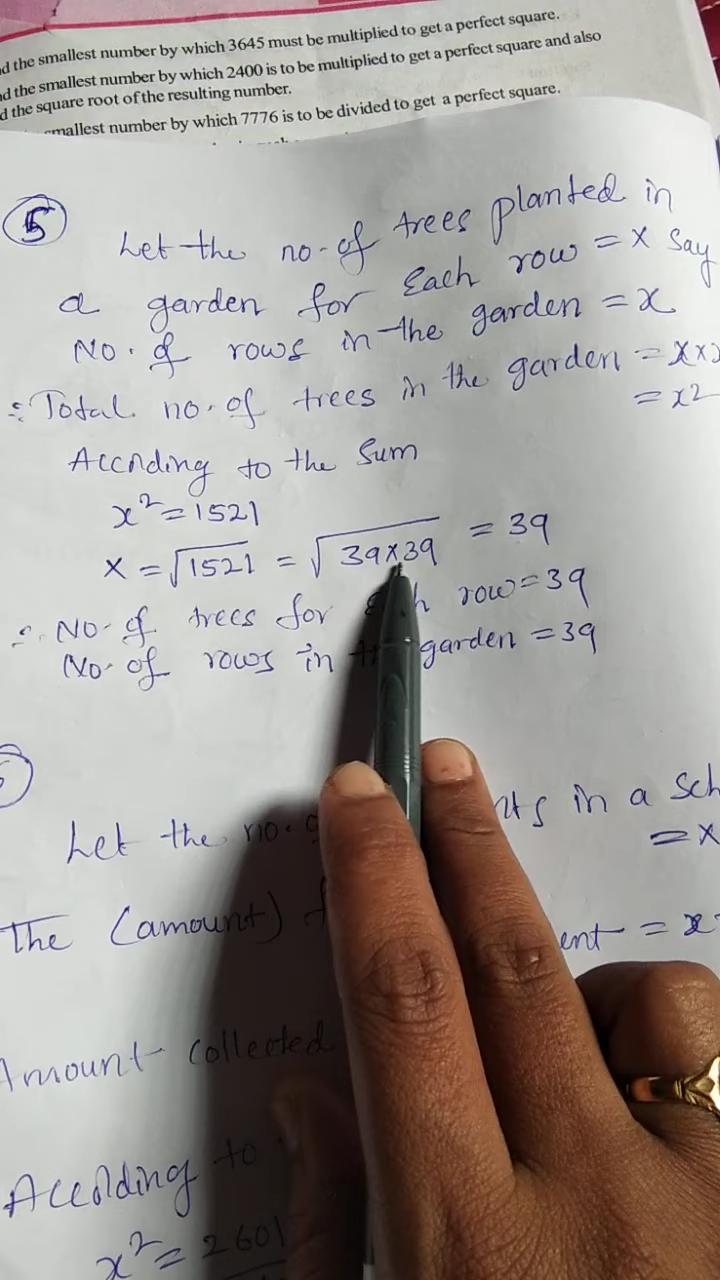 d the smallest number by which 3645 must be multiplied to get a perfect square.
d the smallest number by which 2400 is to be multiplied to get a perfect square and also
d the square root of the resulting number.
smallest number by which 7776 is to be divided to get a perfect square.
5 Let the no. of trees planted in
a garden for Each row = x Say
No. of rows in the garden = x
∴ Total no. of trees in the garden = x×
= x2
According to the Sum
x² = 1521
x = √1521 = √39×39 = 39
∴ No. of trees for row = 39
No. of rows in garden = 39
Let the no. nts in a Sch
= x
The (amount) ent = x
Amount collected
According to
x² = 2601